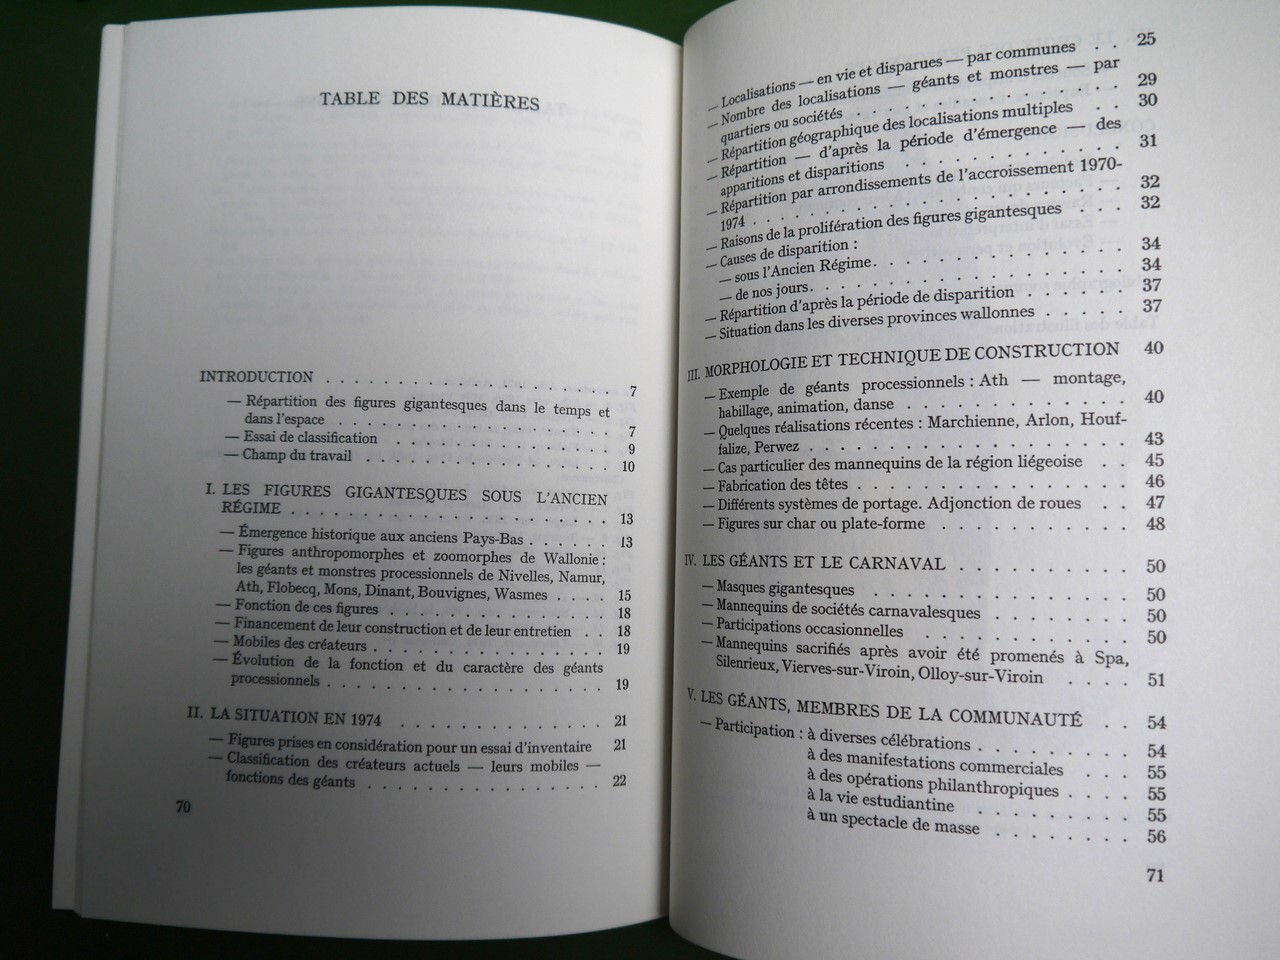 TABLE DES MATIÈRES
INTRODUCTION . . . . . . . . . . . . . . . . 7
— Répartition des figures gigantesques dans le temps et
dans l'espace . . . . . . . . . . . . . . . 7
— Essai de classification . . . . . . . . . . . . 9
— Champ du travail . . . . . . . . . . . . . . 10
I. LES FIGURES GIGANTESQUES SOUS L'ANCIEN
RÉGIME . . . . . . . . . . . . . . . . . . 13
— Émergence historique aux anciens Pays-Bas . . . . . . 13
— Figures anthropomorphes et zoomorphes de Wallonie :
les géants et monstres processionnels de Nivelles, Namur,
Ath, Flobecq, Mons, Dinant, Bouvignes, Wasmes . . . . 15
— Fonction de ces figures . . . . . . . . . . . . 18
— Financement de leur construction et de leur entretien . . 18
— Mobiles des créateurs . . . . . . . . . . . . . 19
— Évolution de la fonction et du caractère des géants
processionnels . . . . . . . . . . . . . . . . 19
II. LA SITUATION EN 1974 . . . . . . . . . . . . 21
— Figures prises en considération pour un essai d'inventaire 21
— Classification des créateurs actuels — leurs mobiles —
fonctions des géants . . . . . . . . . . . . . 22
70
— Localisations — en vie et disparues — par communes . . 25
— Nombre des localisations — géants et monstres — par
quartiers ou sociétés . . . . . . . . . . . . . . 29
— Répartition géographique des localisations multiples . . 30
— Répartition — d'après la période d'émergence — des
apparitions et disparitions . . . . . . . . . . . . 31
— Répartition par arrondissements de l'accroissement 1970-
1974 . . . . . . . . . . . . . . . . . . . . 32
— Raisons de la prolifération des figures gigantesques . . . 32
— Causes de disparition :
— sous l'Ancien Régime . . . . . . . . . . . . . 34
— de nos jours . . . . . . . . . . . . . . . . 34
— Répartition d'après la période de disparition . . . . . . 37
— Situation dans les diverses provinces wallonnes . . . . . 37
III. MORPHOLOGIE ET TECHNIQUE DE CONSTRUCTION 40
— Exemple de géants processionnels : Ath — montage,
habillage, animation, danse . . . . . . . . . . . . 40
— Quelques réalisations récentes : Marchienne, Arlon, Houf-
falize, Perwez . . . . . . . . . . . . . . . . 43
— Cas particulier des mannequins de la région liégeoise . . 45
— Fabrication des têtes . . . . . . . . . . . . . . 46
— Différents systèmes de portage. Adjonction de roues . . 47
— Figures sur char ou plate-forme . . . . . . . . . . 48
IV. LES GÉANTS ET LE CARNAVAL . . . . . . . . . . 50
— Masques gigantesques . . . . . . . . . . . . . . 50
— Mannequins de sociétés carnavalesques . . . . . . . . 50
— Participations occasionnelles . . . . . . . . . . . 50
— Mannequins sacrifiés après avoir été promenés à Spa,
Silenrieux, Vierves-sur-Viroin, Olloy-sur-Viroin . . . . 51
V. LES GÉANTS, MEMBRES DE LA COMMUNAUTÉ . . 54
— Participation : à diverses célébrations . . . . . . . . 54
à des manifestations commerciales . . . 55
à des opérations philanthropiques . . . . 55
à la vie estudiantine . . . . . . . . . 55
à un spectacle de masse . . . . . . . . 56
71